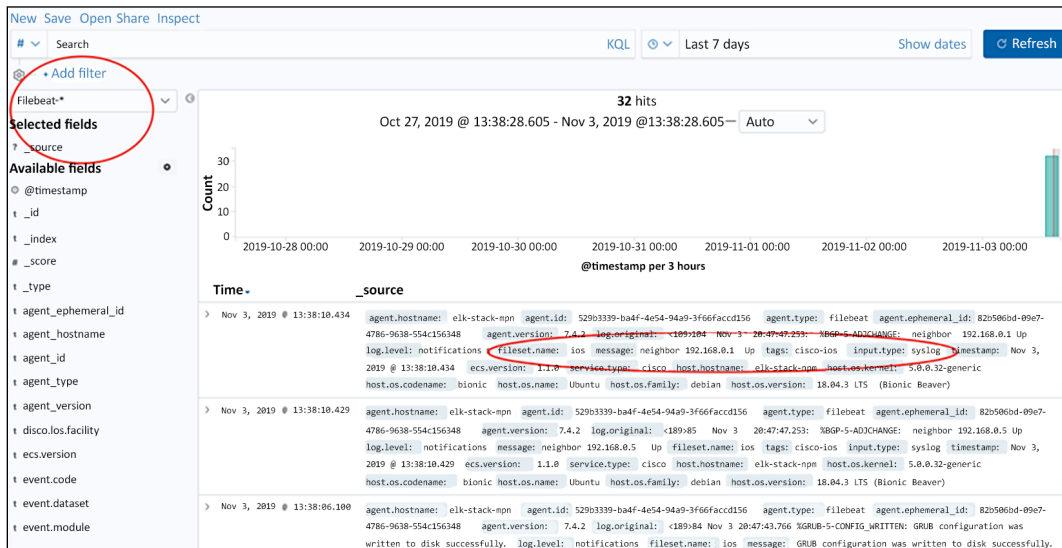 New Save Open Share Inspect
# Search KQL Last 7 days Show dates Refresh
+ Add filter
Filebeat-*
Selected fields
? _source
Available fields
@timestamp
t _id
t _index
# _score
t _type
t agent_ephemeral_id
t agent_hostname
t agent_id
t agent_type
t agent_version
t disco.los.facility
t ecs.version
t event.code
t event.dataset
t event.module
32 hits
Oct 27, 2019 @ 13:38:28.605 - Nov 3, 2019 @13:38:28.605— Auto
Count
30
20
10
0
2019-10-28 00:00 2019-10-29 00:00 2019-10-30 00:00 2019-10-31 00:00 2019-11-01 00:00 2019-11-02 00:00 2019-11-03 00:00
@timestamp per 3 hours
Time _source
Nov 3, 2019 @ 13:38:10.434 agent.hostname: elk-stack-mpn agent.id: 529b3339-ba4f-4e54-94a9-3f66faccd156 agent.type: filebeat agent.ephemeral_id: 82b506bd-09e7-
4786-9638-554c156348 agent.version: 7.4.2 log.original: <189>104 Nov 3 20:47:47.253: %BGP-5-ADJCHANGE: neighbor 192.168.0.1 Up
log.level: notifications fileset.name: ios message: neighbor 192.168.0.1 Up tags: cisco-ios input.type: syslog timestamp: Nov 3,
2019 @ 13:38:10.434 ecs.version: 1.1.0 service.type: cisco host.hostname: elk-stack-npm host.os.kernel: 5.0.0.32-generic
host.os.codename: bionic host.os.name: Ubuntu host.os.family: debian host.os.version: 18.04.3 LTS (Bionic Beaver)
Nov 3, 2019 @ 13:38:10.429 agent.hostname: elk-stack-mpn agent.id: 529b3339-ba4f-4e54-94a9-3f66faccd156 agent.type: filebeat agent.ephemeral_id: 82b506bd-09e7-
4786-9638-554c156348 agent.version: 7.4.2 log.original: <189>85 Nov 3 20:47:47.253: %BGP-5-ADJCHANGE: neighbor 192.168.0.5 Up
log.level: notifications message: neighbor 192.168.0.5 Up fileset.name: ios tags: cisco-ios input.type: syslog timestamp: Nov 3,
2019 @ 13:38:10.429 ecs.version: 1.1.0 service.type: cisco host.hostname: elk-stack-npm host.os.kernel: 5.0.0.32-generic
host.os.codename: bionic host.os.name: Ubuntu host.os.family: debian host.os.version: 18.04.3 LTS (Bionic Beaver)
Nov 3, 2019 @ 13:38:06.100 agent.hostname: elk-stack-mpn agent.id: 529b3339-ba4f-4e54-94a9-3f66faccd156 agent.type: filebeat agent.ephemeral_id: 82b506bd-09e7-
4786-9638-554c156348 agent.version: 7.4.2 log.original: <189>84 Nov 3 20:47:43.766 %GRUB-5-CONFIG_WRITTEN: GRUB configuration was
written to disk successfully. log.level: notifications fileset.name: ios message: GRUB configuration was written to disk successfully.